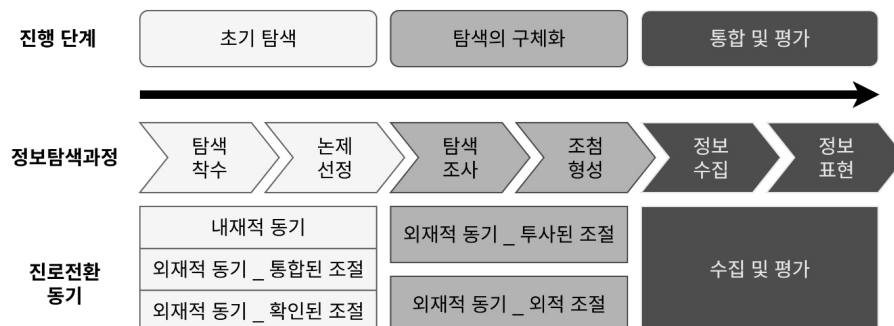 진행 단계
초기 탐색
탐색의 구체화
통합 및 평가
정보탐색과정
탐색
착수
논제
선정
탐색
조사
조첨
형성
정보
수집
정보
표현
진로전환
동기
내재적 동기
외재적 동기 _ 통합된 조절
외재적 동기 _ 확인된 조절
외재적 동기 _ 투사된 조절
외재적 동기 _ 외적 조절
수집 및 평가